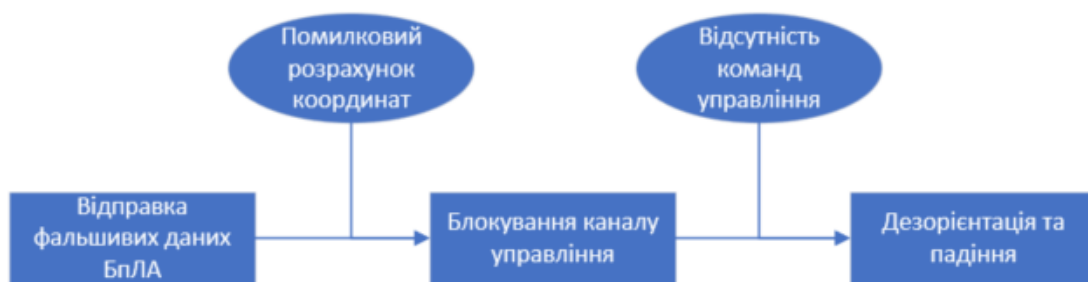 Помилковий
розрахунок
координат
Відсутність
команд
управління
Відправка
фальшивих даних
БпЛА
Блокування каналу
управління
Дезорієнтація та
падіння